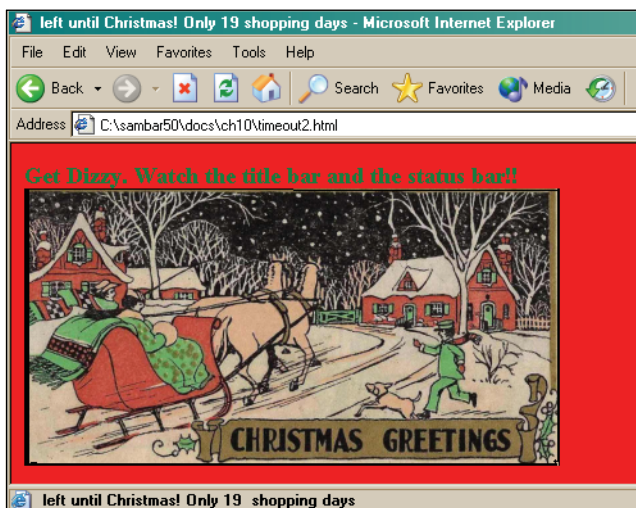 left until Christmas! Only 19 shopping days - Microsoft Internet Explorer
File Edit View Favorites Tools Help
Back Search Favorites Media
Address C:\sambar50\docs\ch10\timeout2.html
Get Dizzy. Watch the title bar and the status bar!!
CHRISTMAS GREETINGS
left until Christmas! Only 19 shopping days